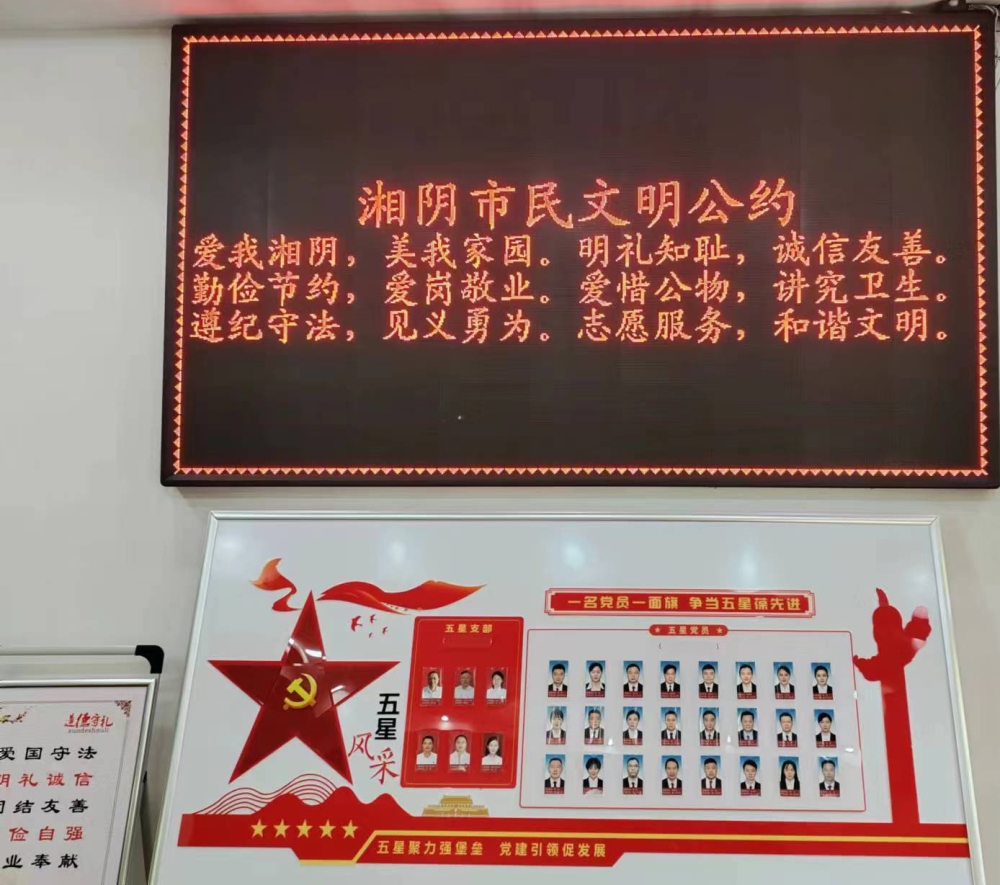 湘阴市民文明公约
爱我湘阴，美我家园。明礼知耻，诚信友善。
勤俭节约，爱岗敬业。爱惜公物，讲究卫生。
遵纪守法，见义勇为。志愿服务，和谐文明。
一名党员一面旗 争当五星葆先进
五星支部
★ 五星党员 ★
五星
风采
五星聚力强堡垒 党建引领促发展
道德守礼
爱国守法
明礼诚信
团结友善
俭自强
业奉献